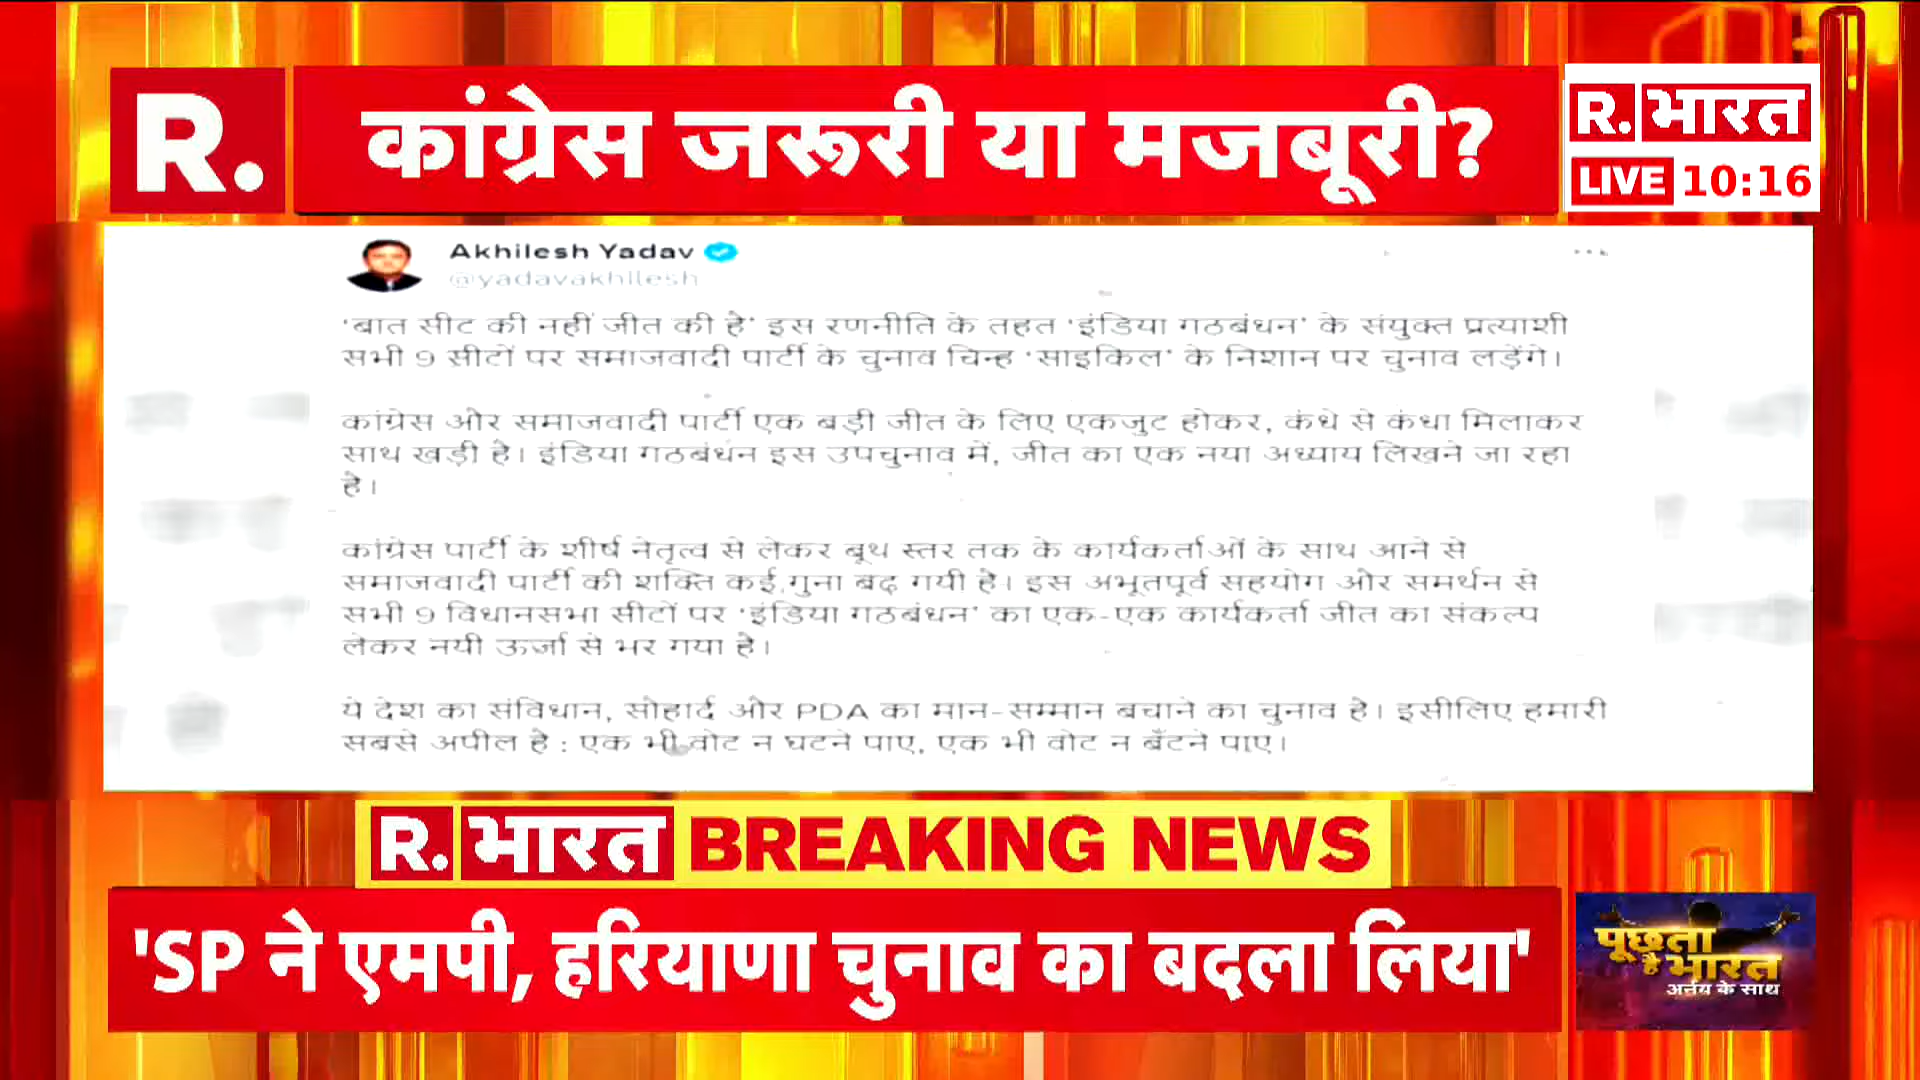 R. कांग्रेस जरूरी या मजबूरी?
R. भारत
LIVE 10:16
Akhilesh Yadav
@yadavakhilesh
'बात सीट की नहीं जीत की है' इस रणनीति के तहत 'इंडिया गठबंधन' के संयुक्त प्रत्याशी
सभी 9 सीटों पर समाजवादी पार्टी के चुनाव चिन्ह 'साइकिल' के निशान पर चुनाव लड़ेंगे।
कांग्रेस और समाजवादी पार्टी एक बड़ी जीत के लिए एकजुट होकर, कंधे से कंधा मिलाकर
साथ खड़ी है। इंडिया गठबंधन इस उपचुनाव में, जीत का एक नया अध्याय लिखने जा रहा
है।
कांग्रेस पार्टी के शीर्ष नेतृत्व से लेकर बूथ स्तर तक के कार्यकर्ताओं के साथ आने से
समाजवादी पार्टी की शक्ति कई गुना बढ़ गयी है। इस अभूतपूर्व सहयोग और समर्थन से
सभी 9 विधानसभा सीटों पर 'इंडिया गठबंधन' का एक-एक कार्यकर्ता जीत का संकल्प
लेकर नयी ऊर्जा से भर गया है।
ये देश का संविधान, सौहार्द और PDA का मान-सम्मान बचाने का चुनाव है। इसीलिए हमारी
सबसे अपील है : एक भी वोट न घटने पाए, एक भी वोट न बँटने पाए।
R. भारत BREAKING NEWS
'SP ने एमपी, हरियाणा चुनाव का बदला लिया'
पूछता
है भारत
अर्नब के साथ